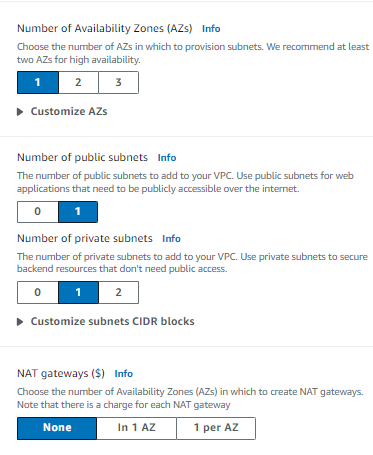 Number of Availability Zones (AZs) Info
Choose the number of AZs in which to provision subnets. We recommend at least
two AZs for high availability.
1 2 3
Customize AZs
Number of public subnets Info
The number of public subnets to add to your VPC. Use public subnets for web
applications that need to be publicly accessible over the internet.
0 1
Number of private subnets Info
The number of private subnets to add to your VPC. Use private subnets to secure
backend resources that don't need public access.
0 1 2
Customize subnets CIDR blocks
NAT gateways ($) Info
Choose the number of Availability Zones (AZs) in which to create NAT gateways.
Note that there is a charge for each NAT gateway
None In 1 AZ 1 per AZ